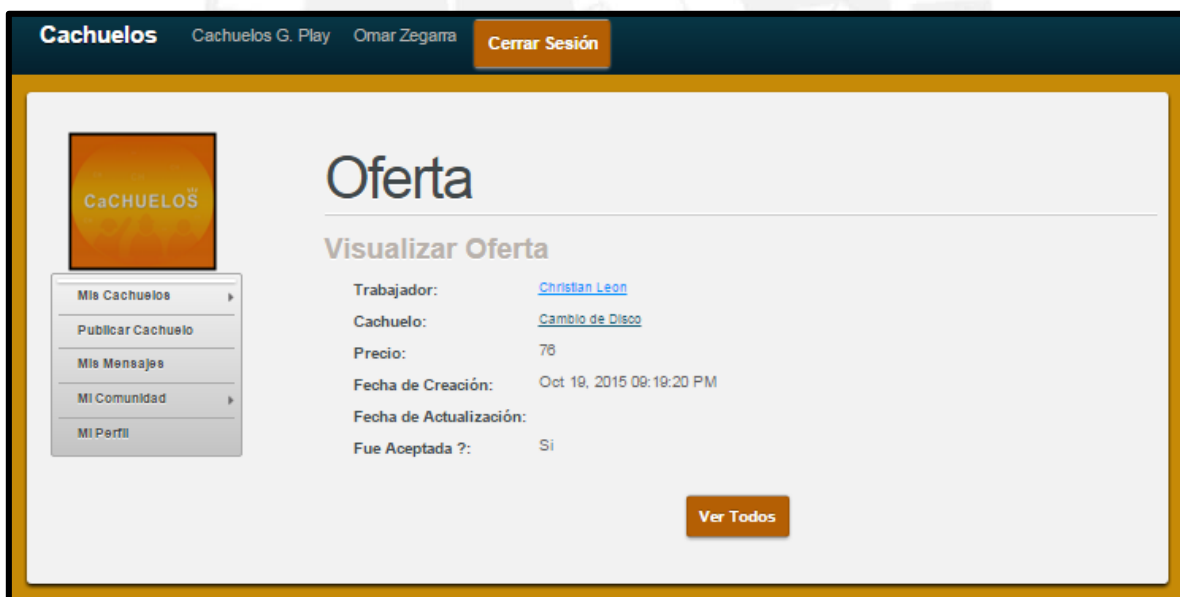 Cachuelos Cachuelos G. Play Omar Zegarra Cerrar Sesión
CaCHUELOS
Mis Cachuelos
Publicar Cachuelo
Mis Mensajes
Mi Comunidad
Mi Perfil
Oferta
Visualizar Oferta
Trabajador: Christian Leon
Cachuelo: Cambio de Disco
Precio: 76
Fecha de Creación: Oct 19, 2015 09:19:20 PM
Fecha de Actualización:
Fue Aceptada ?: Si
Ver Todos